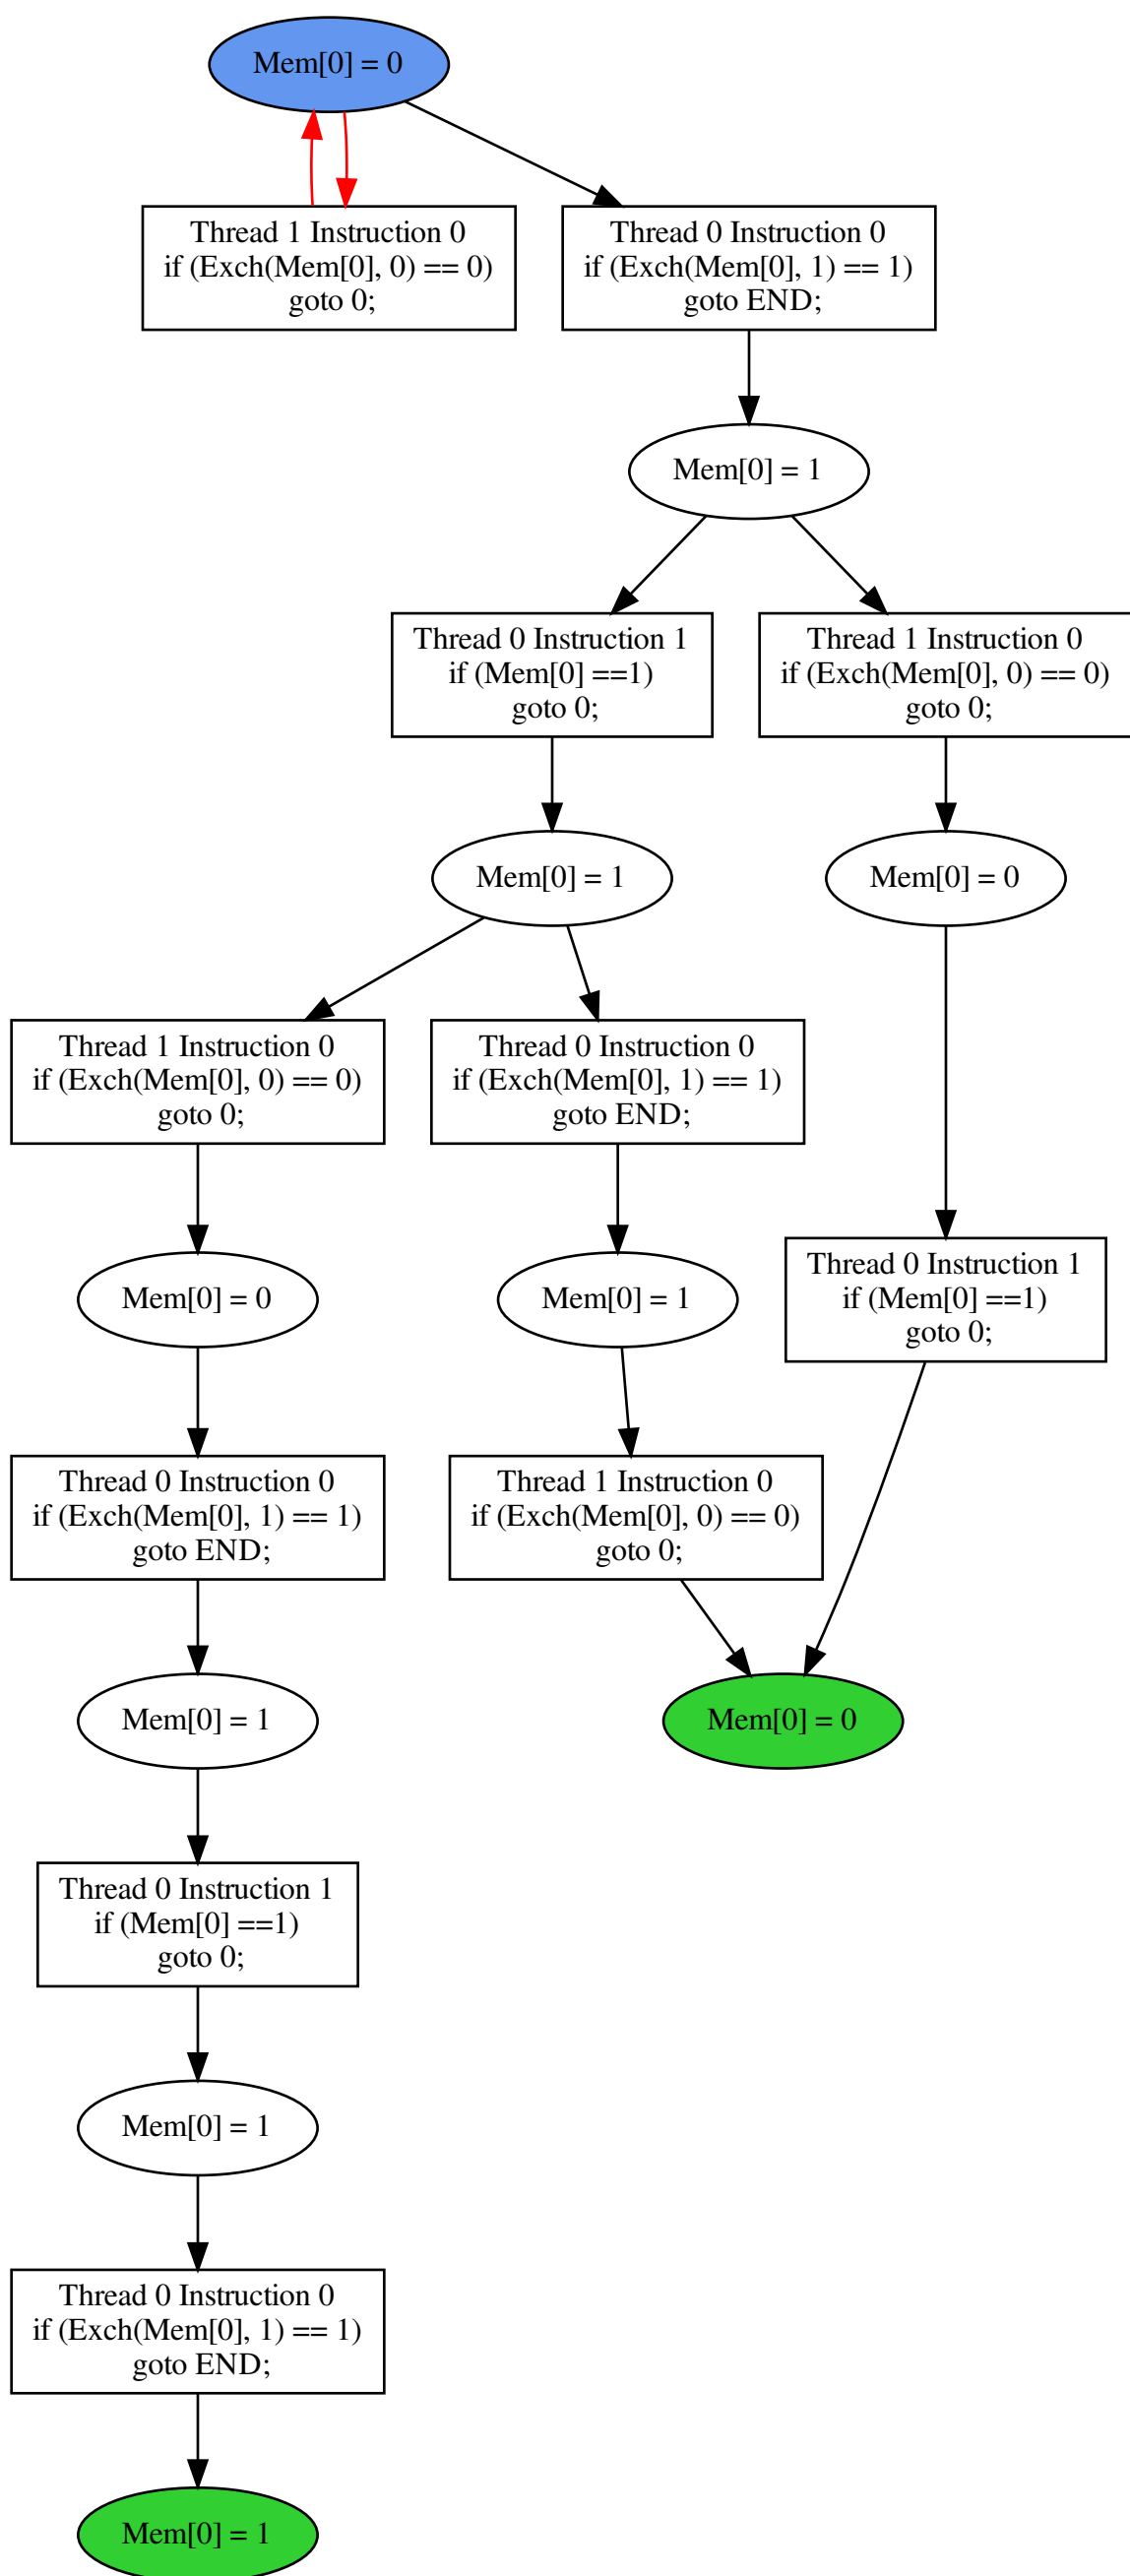 Mem[0] = 0
Thread 1 Instruction 0
if (Exch(Mem[0], 0) == 0)
goto 0;
Thread 0 Instruction 0
if (Exch(Mem[0], 1) == 1)
goto END;
Mem[0] = 1
Thread 0 Instruction 1
if (Mem[0] ==1)
goto 0;
Thread 1 Instruction 0
if (Exch(Mem[0], 0) == 0)
goto 0;
Mem[0] = 1
Mem[0] = 0
Thread 1 Instruction 0
if (Exch(Mem[0], 0) == 0)
goto 0;
Thread 0 Instruction 0
if (Exch(Mem[0], 1) == 1)
goto END;
Mem[0] = 0
Mem[0] = 1
Thread 0 Instruction 1
if (Mem[0] ==1)
goto 0;
Thread 0 Instruction 0
if (Exch(Mem[0], 1) == 1)
goto END;
Thread 1 Instruction 0
if (Exch(Mem[0], 0) == 0)
goto 0;
Mem[0] = 1
Mem[0] = 0
Thread 0 Instruction 1
if (Mem[0] ==1)
goto 0;
Mem[0] = 1
Thread 0 Instruction 0
if (Exch(Mem[0], 1) == 1)
goto END;
Mem[0] = 1